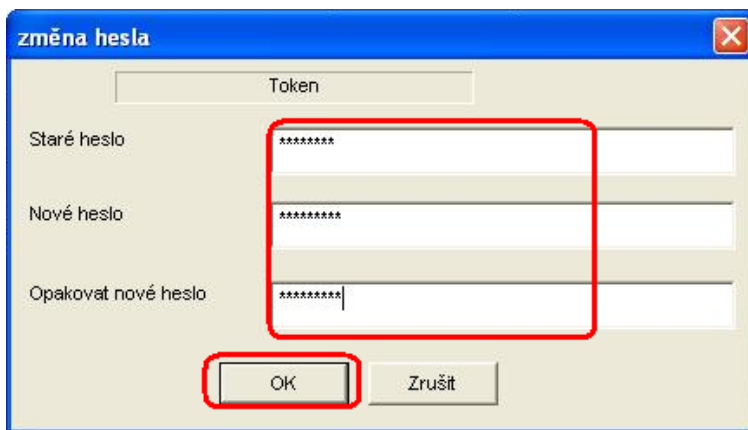 změna hesla
Token
Staré heslo ********
Nové heslo *********
Opakovat nové heslo *********
OK Zrušit